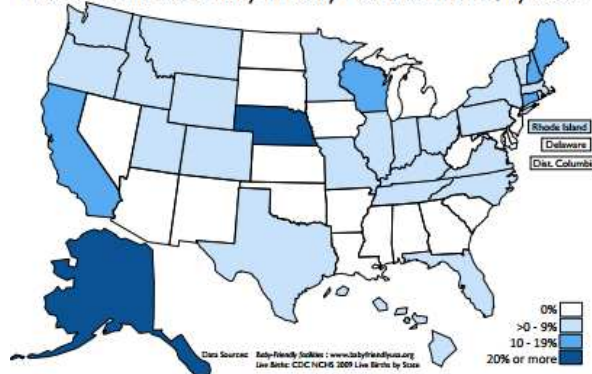 Rhode Island
Delaware
Dist. Columbi
0%
>0 - 9%
10 - 19%
20% or more
Data Sources: Baby-Friendly facilities : www.babyfriendlyusa.org
Live Births: CDC NCHS 2009 Live Births by State